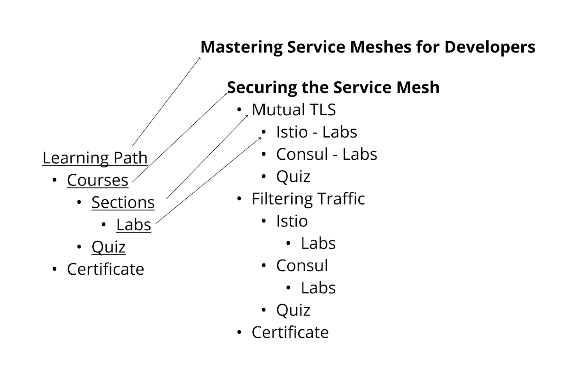 Mastering Service Meshes for Developers
Securing the Service Mesh
• Mutual TLS
• Istio - Labs
• Consul - Labs
• Quiz
• Filtering Traffic
• Istio
• Labs
• Consul
• Labs
• Quiz
• Certificate
Learning Path
• Courses
• Sections
• Labs
• Quiz
• Certificate